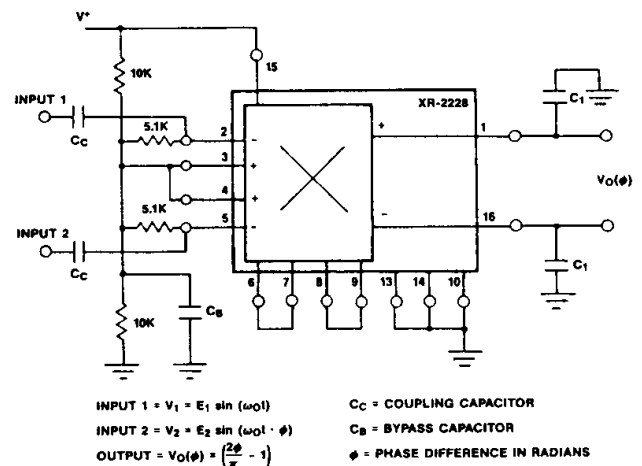 V+
10K
15
XR-2228
C1
INPUT 1
CC
5.1K
2
-
+
1
3
+
VO(φ)
4
+
5.1K
5
-
-
16
INPUT 2
CC
C1
6
7
8
9
13
14
10
10K
CB
INPUT 1 = V1 = E1 sin (ωOt)
INPUT 2 = V2 = E2 sin (ωOt · φ)
OUTPUT = VO(φ) = (2φ/π - 1)
CC = COUPLING CAPACITOR
CB = BYPASS CAPACITOR
φ = PHASE DIFFERENCE IN RADIANS